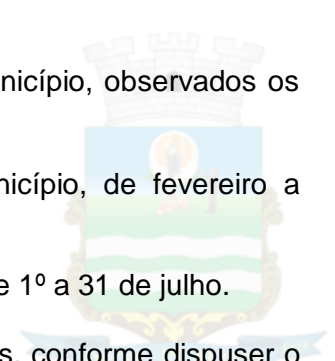 nicípio, observados os
nicípio, de fevereiro a
e 1º a 31 de julho.
s, conforme dispuser o